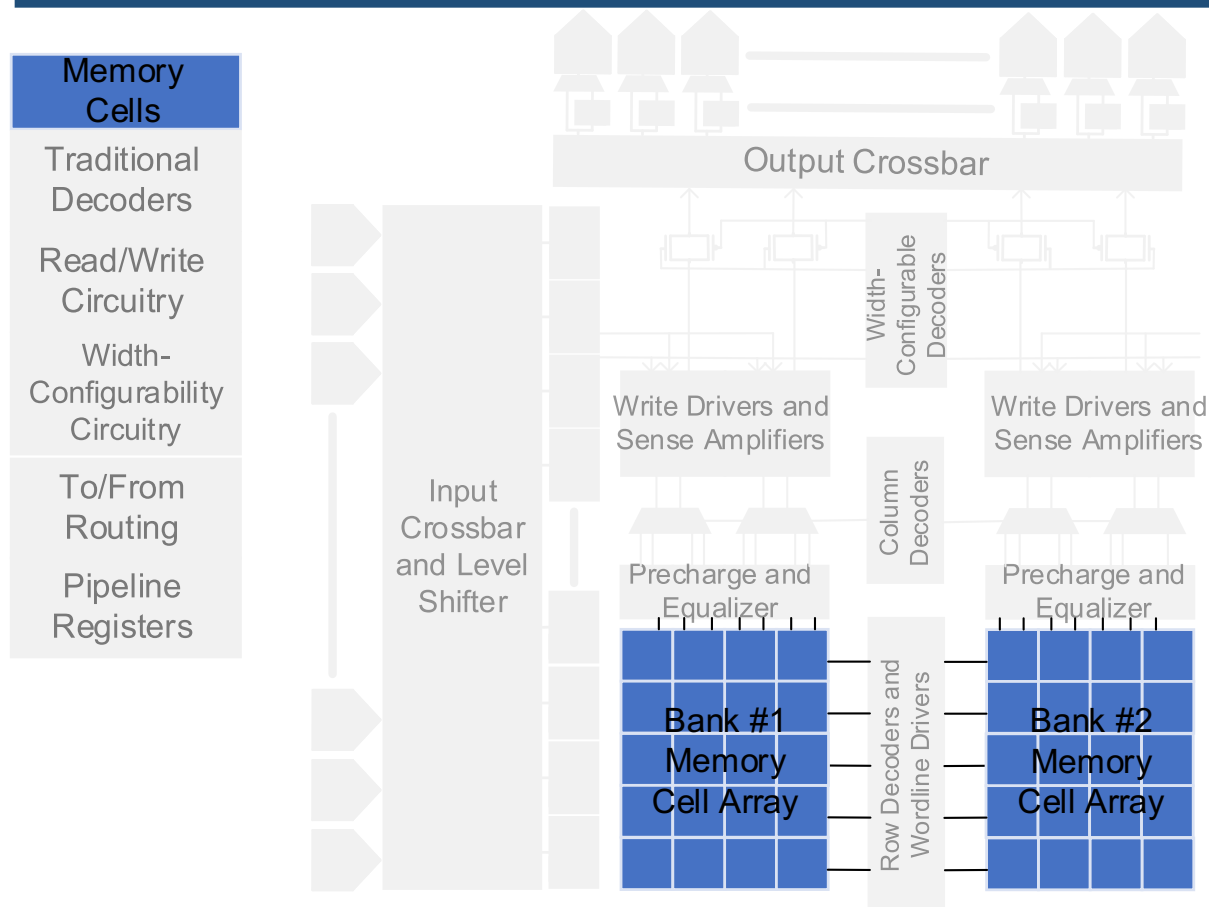 Memory
Cells
Traditional
Decoders
Read/Write
Circuitry
Width-
Configurability
Circuitry
To/From
Routing
Pipeline
Registers
Input
Crossbar
and Level
Shifter
Output Crossbar
Width-
Configurable
Decoders
Write Drivers and
Sense Amplifiers
Write Drivers and
Sense Amplifiers
Column
Decoders
Precharge and
Equalizer
Precharge and
Equalizer
Bank #1
Memory
Cell Array
Row Decoders and
Wordline Drivers
Bank #2
Memory
Cell Array